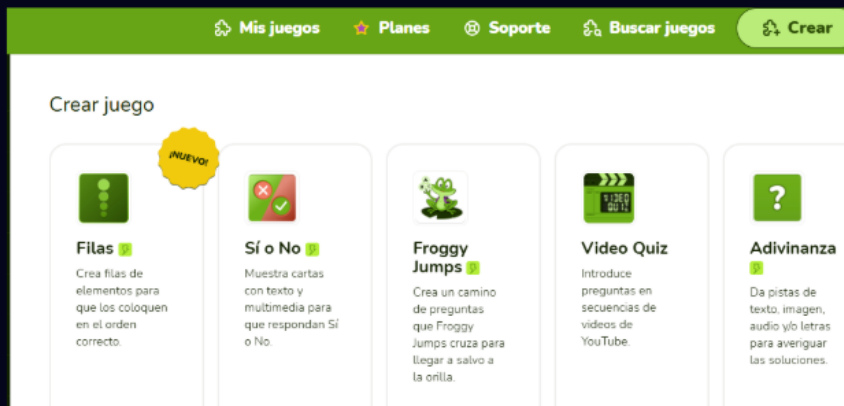 Mis juegos
Planes
Soporte
Buscar juegos
Crear
Crear juego
¡NUEVO!
Filas
Crea filas de
elementos para
que los coloquen
en el orden
correcto.
Sí o No
Muestra cartas
con texto y
multimedia para
que respondan Sí
o No.
Froggy
Jumps
Crea un camino
de preguntas
que Froggy
Jumps cruza para
llegar a salvo a
la orilla.
VIDEO
QUIZ
Video Quiz
Introduce
preguntas en
secuencias de
videos de
YouTube.
?
Adivinanza
Da pistas de
texto, imagen,
audio y/o letras
para averiguar
las soluciones.